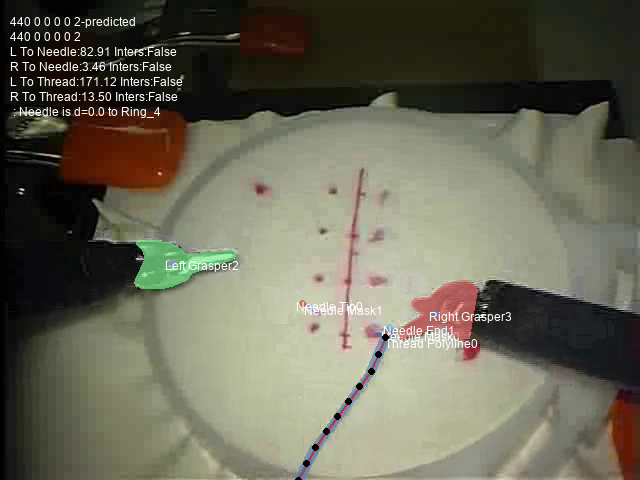 440 0 0 0 0 2-predicted
440 0 0 0 0 2
L To Needle:82.91 Inters:False
R To Needle:3.46 Inters:False
L To Thread:171.12 Inters:False
R To Thread:13.50 Inters:False
: Needle is d=0.0 to Ring_4
Left Grasper2
Needle Tip0
Needle Mask1
Right Grasper3
Needle End1
Thread Polyline0